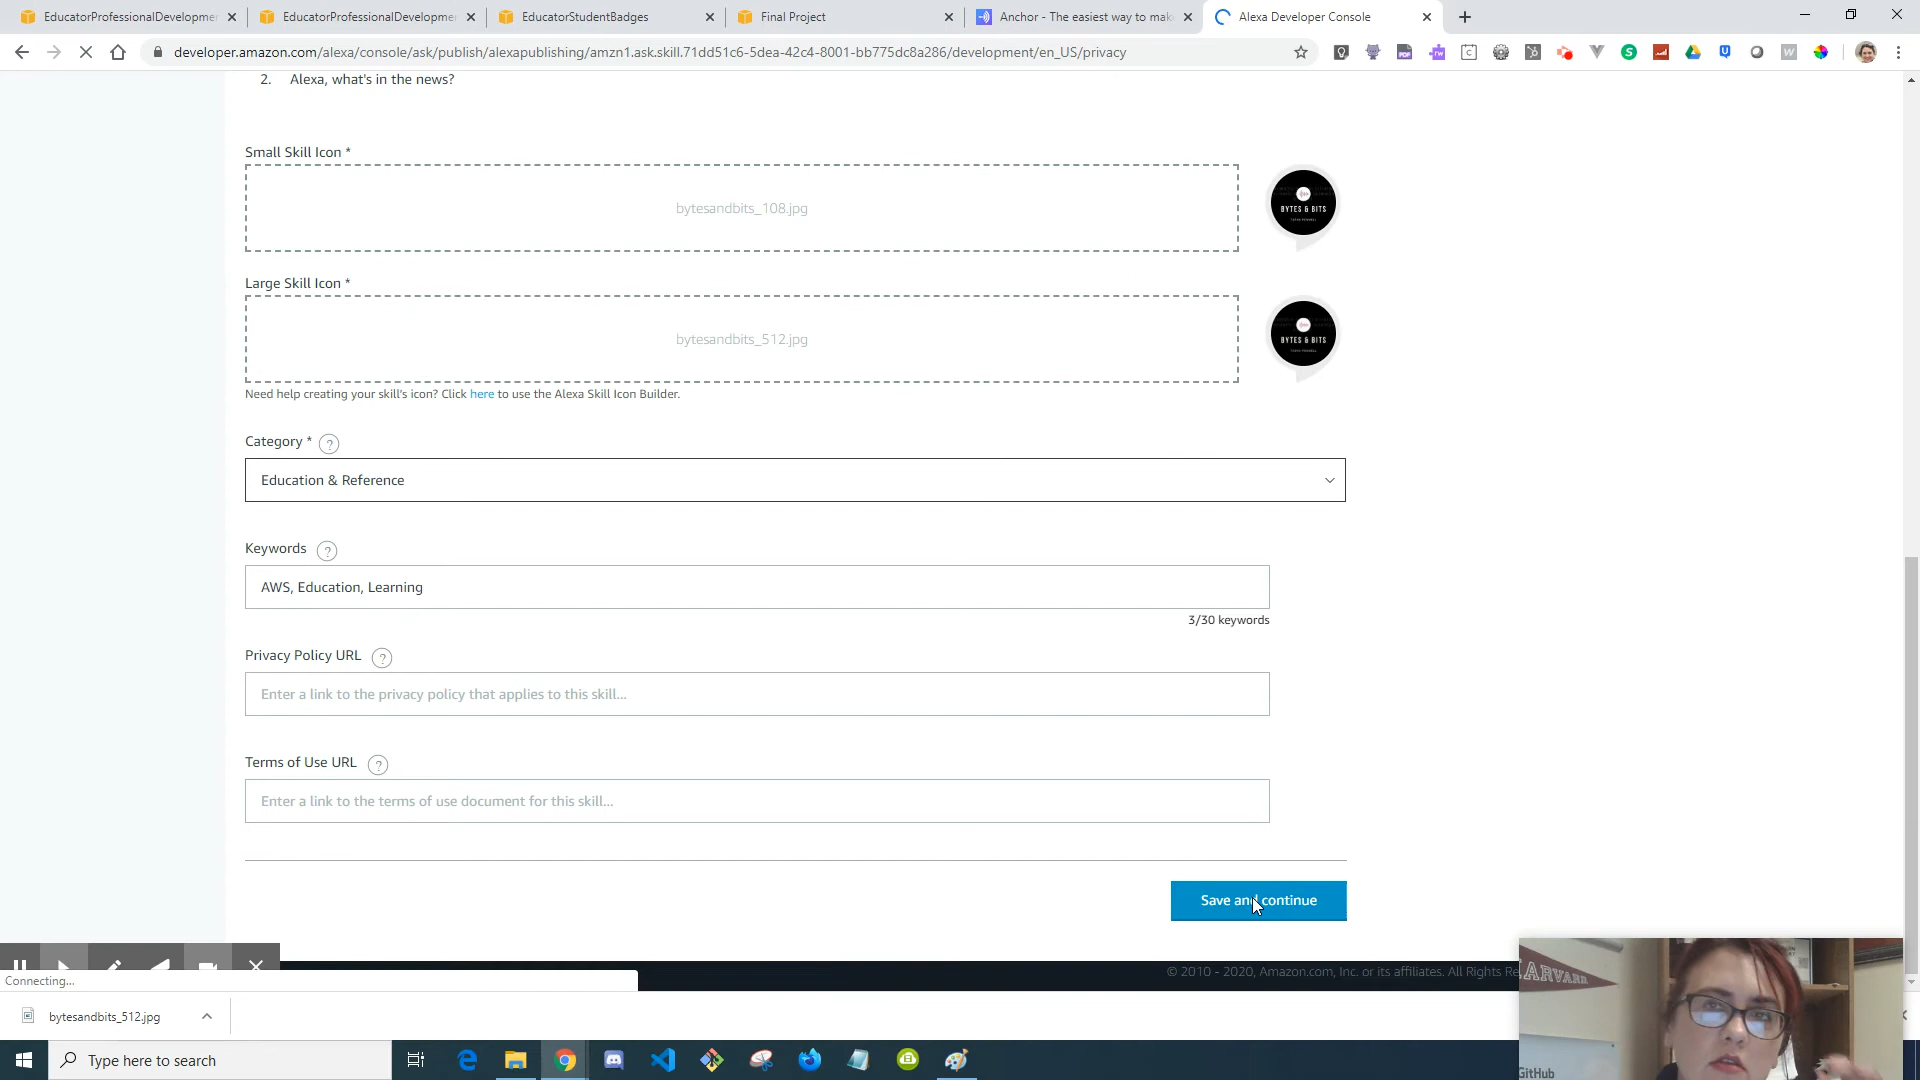 EducatorProfessionalDevelopmen
EducatorProfessionalDevelopmen
EducatorStudentBadges
Final Project
Anchor - The easiest way to mak
Alexa Developer Console
developer.amazon.com/alexa/console/ask/publish/alexapublishing/amzn1.ask.skill.71dd51c6-5dea-42c4-8001-bb775dc8a286/development/en_US/privacy
2. Alexa, what's in the news?
Small Skill Icon *
bytesandbits_108.jpg
BYTES & BITS
Large Skill Icon *
bytesandbits_512.jpg
BYTES & BITS
Need help creating your skill's icon? Click here to use the Alexa Skill Icon Builder.
Category * ?
Education & Reference
Keywords ?
AWS, Education, Learning
3/30 keywords
Privacy Policy URL ?
Enter a link to the privacy policy that applies to this skill...
Terms of Use URL ?
Enter a link to the terms of use document for this skill...
Save and continue
© 2010 - 2020, Amazon.com, Inc. or its affiliates. All Rights Re
Connecting...
HARVARD
bytesandbits_512.jpg
Type here to search
GitHub